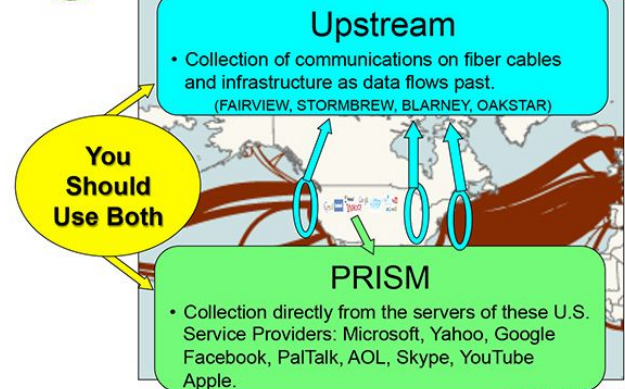 Upstream
• Collection of communications on fiber cables
and infrastructure as data flows past.
(FAIRVIEW, STORMBREW, BLARNEY, OAKSTAR)
You
Should
Use Both
PRISM
• Collection directly from the servers of these U.S.
Service Providers: Microsoft, Yahoo, Google
Facebook, PalTalk, AOL, Skype, YouTube
Apple.